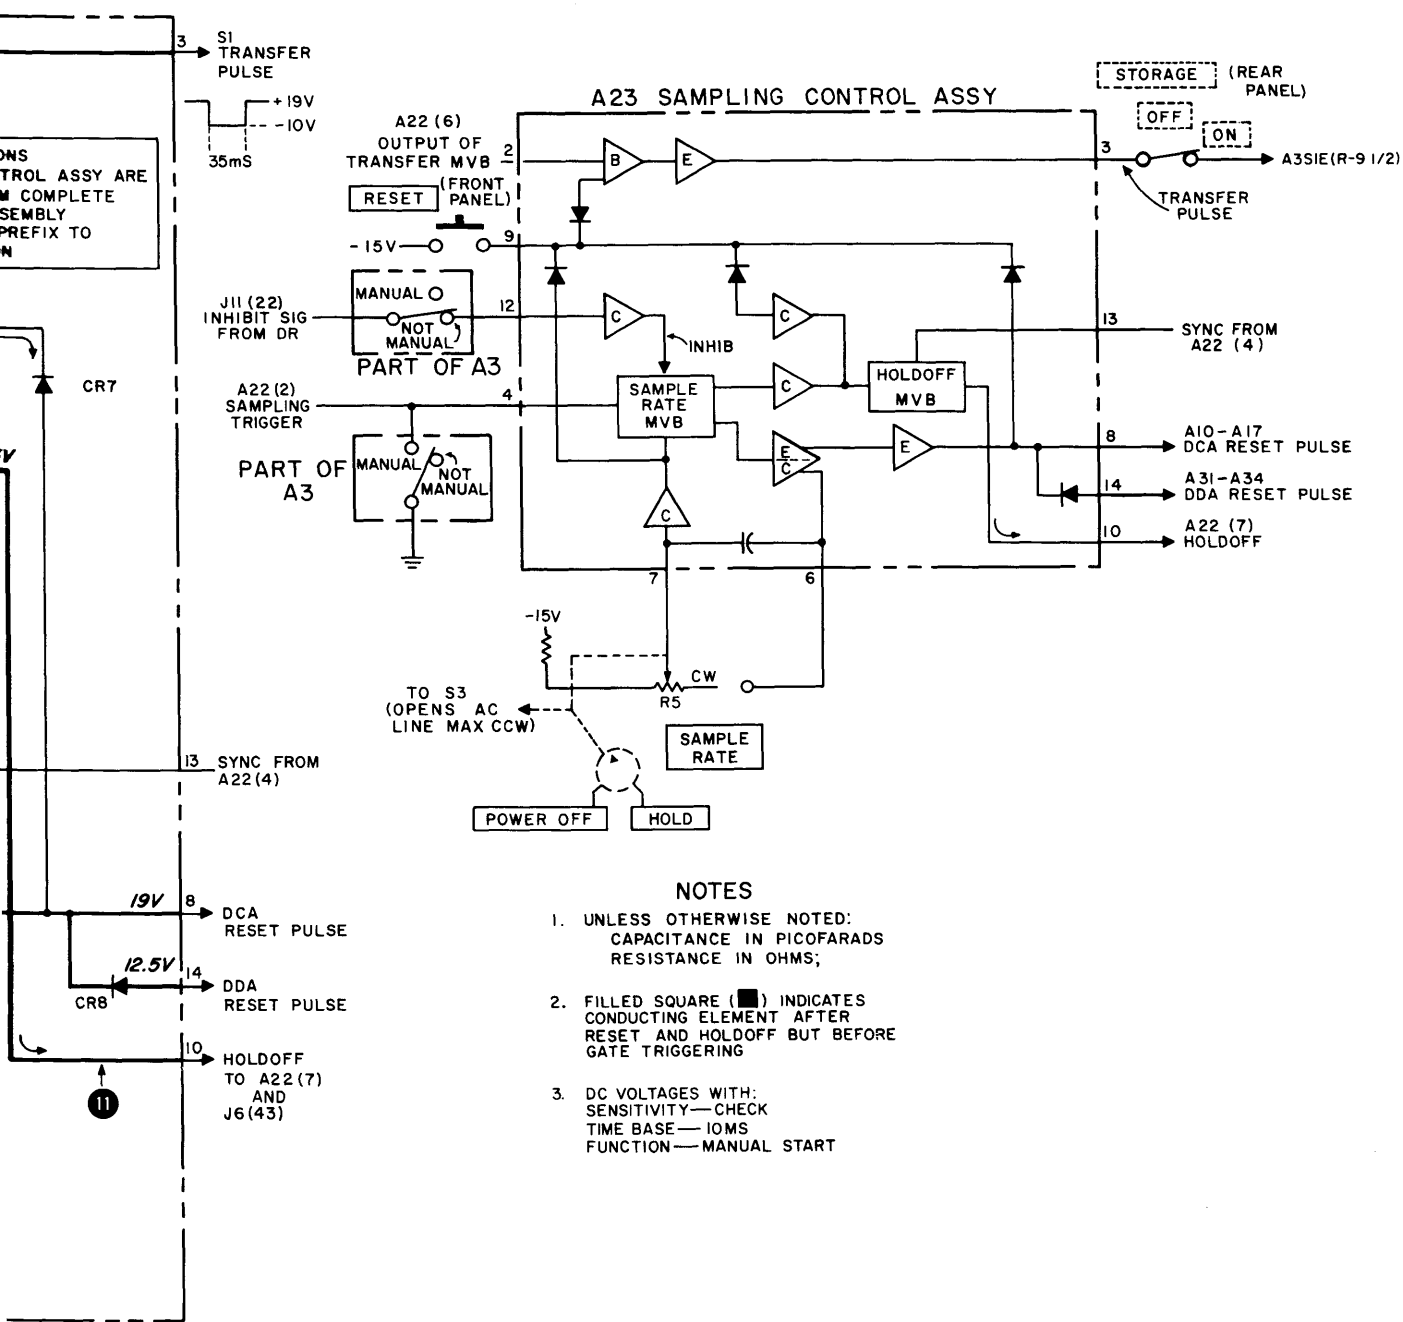 3 S1
TRANSFER
PULSE
+19V
-10V
35mS
ONS
TROL ASSY ARE
M COMPLETE
SEMBLY
PREFIX TO
N
CR7
V
13 SYNC FROM
A22(4)
19V
8 DCA
RESET PULSE
12.5V
14 DDA
CR8
RESET PULSE
10 HOLDOFF
TO A22(7)
AND
J6(43)
11
A23 SAMPLING CONTROL ASSY
STORAGE (REAR
PANEL)
OFF
ON
A22(6)
OUTPUT OF
TRANSFER MVB
2
B
E
3
A3S1E(R-9 1/2)
TRANSFER
PULSE
RESET
(FRONT
PANEL)
-15V
9
J11(22)
INHIBIT SIG
FROM DR
MANUAL
NOT
MANUAL
PART OF A3
12
C
INHIB
C
13
SYNC FROM
A22 (4)
A22(2)
SAMPLING
TRIGGER
4
SAMPLE
RATE
MVB
C
HOLDOFF
MVB
PART OF
A3
MANUAL
NOT
MANUAL
E
C
E
8
A10-A17
DCA RESET PULSE
14
A31-A34
DDA RESET PULSE
C
10
A22 (7)
HOLDOFF
7
6
-15V
CW
R5
TO S3
(OPENS AC
LINE MAX CCW)
SAMPLE
RATE
POWER OFF
HOLD
NOTES
1. UNLESS OTHERWISE NOTED:
CAPACITANCE IN PICOFARADS
RESISTANCE IN OHMS;
2. FILLED SQUARE (■) INDICATES
CONDUCTING ELEMENT AFTER
RESET AND HOLDOFF BUT BEFORE
GATE TRIGGERING
3. DC VOLTAGES WITH:
SENSITIVITY—CHECK
TIME BASE—10MS
FUNCTION—MANUAL START